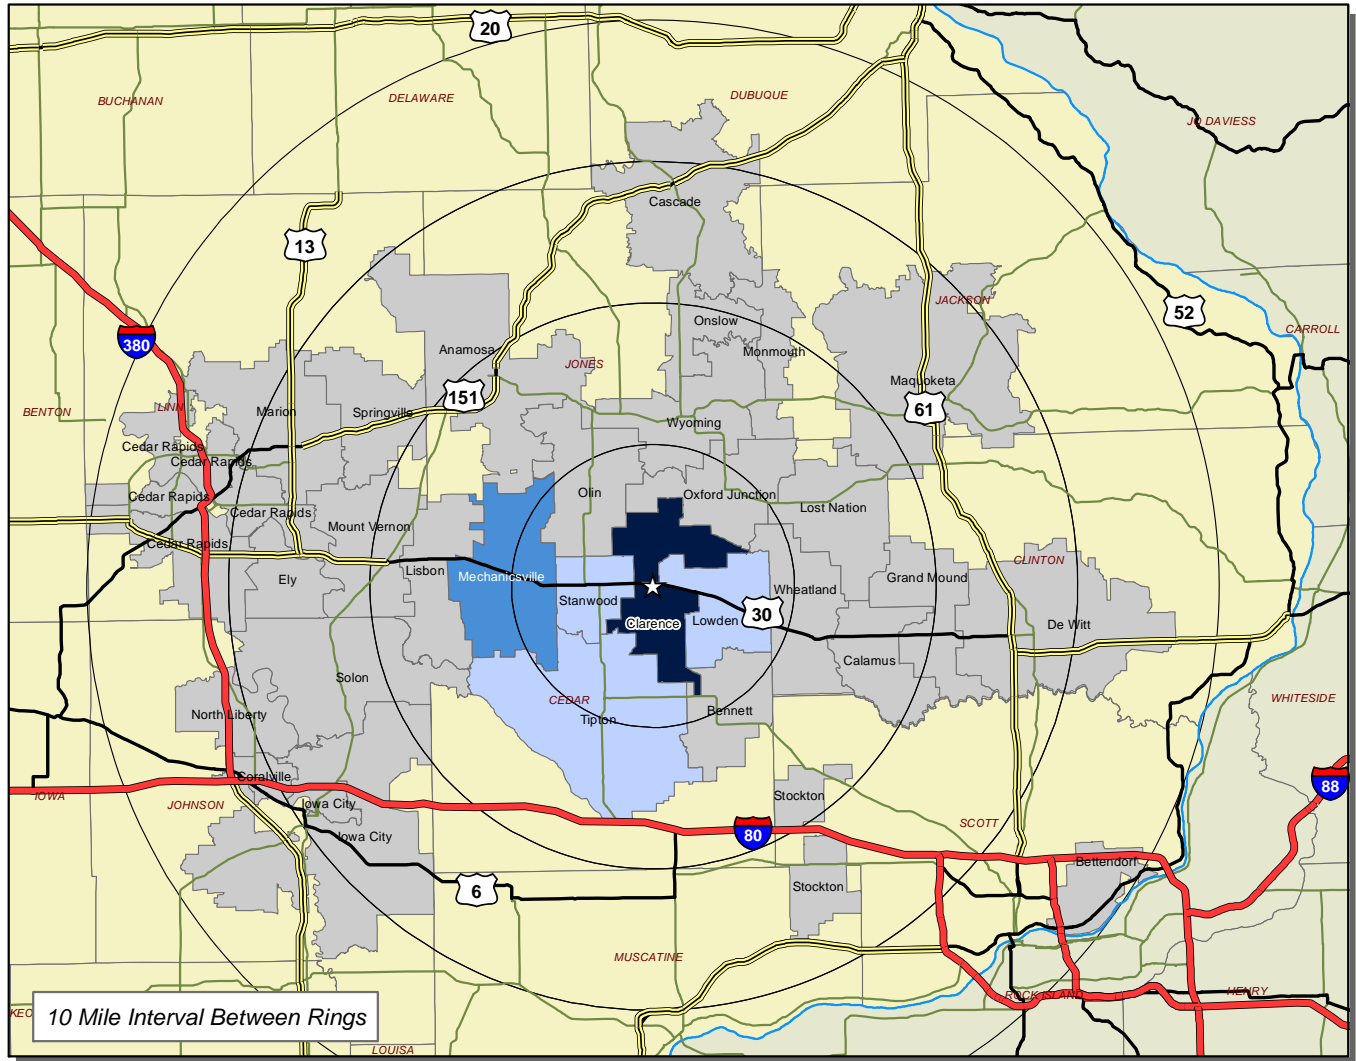 20
BUCHANAN
DELAWARE
DUBUQUE
JO DAVIESS
Cascade
13
52
JACKSON
Onslow
CARROLL
380
Anamosa
Monmouth
JONES
Maquoketa
151
61
BENTON
LINN
Marion
Springville
Wyoming
Cedar Rapids
Cedar Rapids
Cedar Rapids
Olin
Oxford Junction
Lost Nation
Cedar Rapids
Mount Vernon
Cedar Rapids
CLINTON
Ely
Lisbon
Mechanicsville
Grand Mound
Wheatland
Stanwood
30
Clarence
Lowden
De Witt
Calamus
Solon
CEDAR
WHITESIDE
North Liberty
Tipton
Bennett
Coralville
88
IOWA
JOHNSON
Iowa City
Stockton
SCOTT
Iowa City
80
Bettendorf
6
Stockton
MUSCATINE
ROCK ISLAND
HENRY
KEO
10 Mile Interval Between Rings
LOUISA